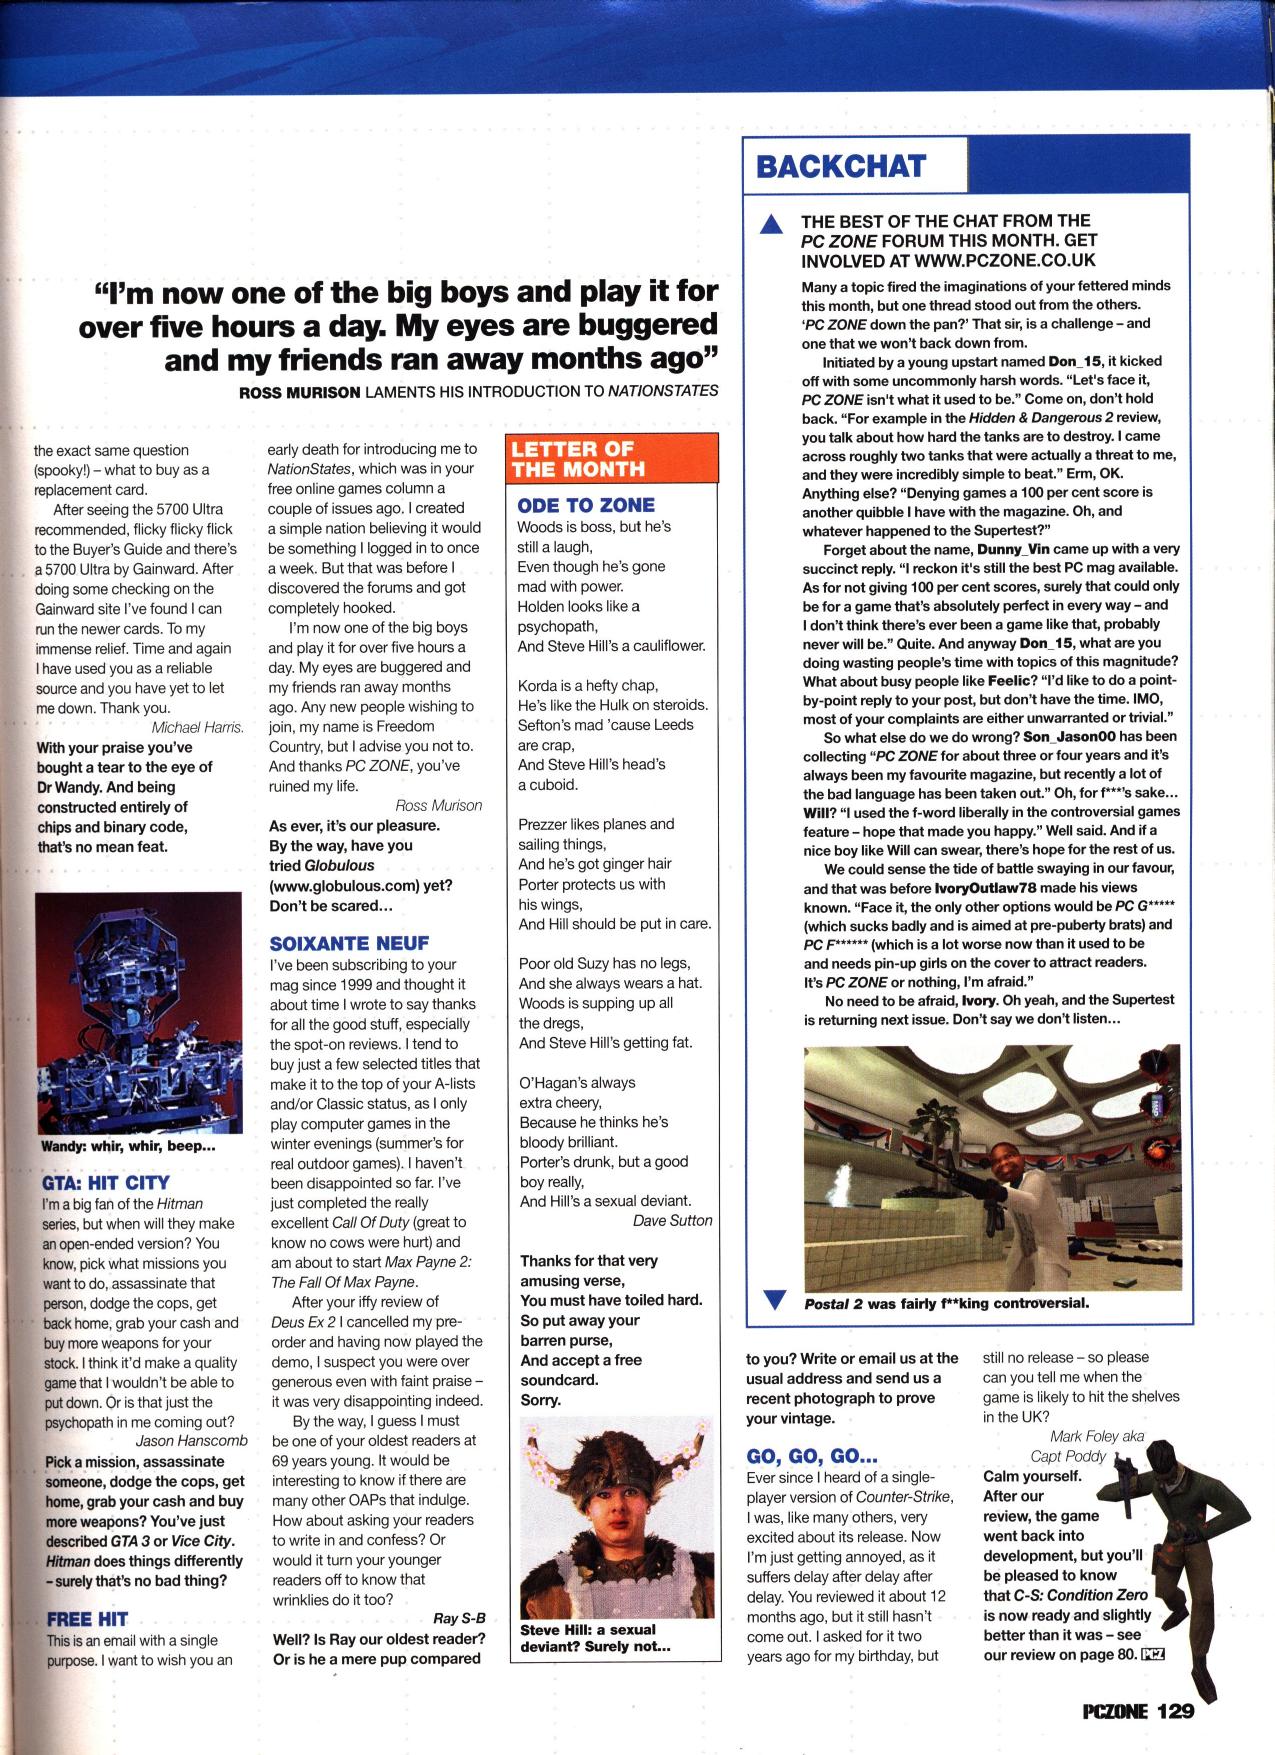 "I'm now one of the big boys and play it for
over five hours a day. My eyes are buggered
and my friends ran away months ago"
ROSS MURISON LAMENTS HIS INTRODUCTION TO NATIONSTATES
the exact same question
(spooky!) – what to buy as a
replacement card.
After seeing the 5700 Ultra
recommended, flicky flicky flick
to the Buyer's Guide and there's
a 5700 Ultra by Gainward. After
doing some checking on the
Gainward site I've found I can
run the newer cards. To my
immense relief. Time and again
I have used you as a reliable
source and you have yet to let
me down. Thank you.
Michael Harris.
With your praise you've
bought a tear to the eye of
Dr Wandy. And being
constructed entirely of
chips and binary code,
that's no mean feat.
Wandy: whir, whir, beep...
GTA: HIT CITY
I'm a big fan of the Hitman
series, but when will they make
an open-ended version? You
know, pick what missions you
want to do, assassinate that
person, dodge the cops, get
back home, grab your cash and
buy more weapons for your
stock. I think it'd make a quality
game that I wouldn't be able to
put down. Or is that just the
psychopath in me coming out?
Jason Hanscomb
Pick a mission, assassinate
someone, dodge the cops, get
home, grab your cash and buy
more weapons? You've just
described GTA 3 or Vice City.
Hitman does things differently
– surely that's no bad thing?
FREE HIT
This is an email with a single
purpose. I want to wish you an
early death for introducing me to
NationStates, which was in your
free online games column a
couple of issues ago. I created
a simple nation believing it would
be something I logged in to once
a week. But that was before I
discovered the forums and got
completely hooked.
I'm now one of the big boys
and play it for over five hours a
day. My eyes are buggered and
my friends ran away months
ago. Any new people wishing to
join, my name is Freedom
Country, but I advise you not to.
And thanks PC ZONE, you've
ruined my life.
Ross Murison
As ever, it's our pleasure.
By the way, have you
tried Globulous
(www.globulous.com) yet?
Don't be scared...
SOIXANTE NEUF
I've been subscribing to your
mag since 1999 and thought it
about time I wrote to say thanks
for all the good stuff, especially
the spot-on reviews. I tend to
buy just a few selected titles that
make it to the top of your A-lists
and/or Classic status, as I only
play computer games in the
winter evenings (summer's for
real outdoor games). I haven't
been disappointed so far. I've
just completed the really
excellent Call Of Duty (great to
know no cows were hurt) and
am about to start Max Payne 2:
The Fall Of Max Payne.
After your iffy review of
Deus Ex 2 I cancelled my pre-
order and having now played the
demo, I suspect you were over
generous even with faint praise –
it was very disappointing indeed.
By the way, I guess I must
be one of your oldest readers at
69 years young. It would be
interesting to know if there are
many other OAPs that indulge.
How about asking your readers
to write in and confess? Or
would it turn your younger
readers off to know that
wrinklies do it too?
Ray S-B
Well? Is Ray our oldest reader?
Or is he a mere pup compared
LETTER OF
THE MONTH
ODE TO ZONE
Woods is boss, but he's
still a laugh,
Even though he's gone
mad with power.
Holden looks like a
psychopath,
And Steve Hill's a cauliflower.
Korda is a hefty chap,
He's like the Hulk on steroids.
Sefton's mad 'cause Leeds
are crap,
And Steve Hill's head's
a cuboid.
Prezzer likes planes and
sailing things,
And he's got ginger hair
Porter protects us with
his wings,
And Hill should be put in care.
Poor old Suzy has no legs,
And she always wears a hat.
Woods is supping up all
the dregs,
And Steve Hill's getting fat.
O'Hagan's always
extra cheery,
Because he thinks he's
bloody brilliant.
Porter's drunk, but a good
boy really,
And Hill's a sexual deviant.
Dave Sutton
Thanks for that very
amusing verse,
You must have toiled hard.
So put away your
barren purse,
And accept a free
soundcard.
Sorry.
Steve Hill: a sexual
deviant? Surely not...
BACKCHAT
THE BEST OF THE CHAT FROM THE
PC ZONE FORUM THIS MONTH. GET
INVOLVED AT WWW.PCZONE.CO.UK
Many a topic fired the imaginations of your fettered minds
this month, but one thread stood out from the others.
'PC ZONE down the pan?' That sir, is a challenge – and
one that we won't back down from.
Initiated by a young upstart named Don_15, it kicked
off with some uncommonly harsh words. "Let's face it,
PC ZONE isn't what it used to be." Come on, don't hold
back. "For example in the Hidden & Dangerous 2 review,
you talk about how hard the tanks are to destroy. I came
across roughly two tanks that were actually a threat to me,
and they were incredibly simple to beat." Erm, OK.
Anything else? "Denying games a 100 per cent score is
another quibble I have with the magazine. Oh, and
whatever happened to the Supertest?"
Forget about the name, Dunny_Vin came up with a very
succinct reply. "I reckon it's still the best PC mag available.
As for not giving 100 per cent scores, surely that could only
be for a game that's absolutely perfect in every way – and
I don't think there's ever been a game like that, probably
never will be." Quite. And anyway Don_15, what are you
doing wasting people's time with topics of this magnitude?
What about busy people like Feelic? "I'd like to do a point-
by-point reply to your post, but don't have the time. IMO,
most of your complaints are either unwarranted or trivial."
So what else do we do wrong? Son_Jason00 has been
collecting "PC ZONE for about three or four years and it's
always been my favourite magazine, but recently a lot of
the bad language has been taken out." Oh, for f***'s sake...
Will? "I used the f-word liberally in the controversial games
feature – hope that made you happy." Well said. And if a
nice boy like Will can swear, there's hope for the rest of us.
We could sense the tide of battle swaying in our favour,
and that was before IvoryOutlaw78 made his views
known. "Face it, the only other options would be PC G*****
(which sucks badly and is aimed at pre-puberty brats) and
PC F****** (which is a lot worse now than it used to be
and needs pin-up girls on the cover to attract readers.
It's PC ZONE or nothing, I'm afraid."
No need to be afraid, Ivory. Oh yeah, and the Supertest
is returning next issue. Don't say we don't listen...
Postal 2 was fairly f**king controversial.
to you? Write or email us at the
usual address and send us a
recent photograph to prove
your vintage.
GO, GO, GO...
Ever since I heard of a single-
player version of Counter-Strike,
I was, like many others, very
excited about its release. Now
I'm just getting annoyed, as it
suffers delay after delay after
delay. You reviewed it about 12
months ago, but it still hasn't
come out. I asked for it two
years ago for my birthday, but
still no release – so please
can you tell me when the
game is likely to hit the shelves
in the UK?
Mark Foley aka
Capt Poddy
Calm yourself.
After our
review, the game
went back into
development, but you'll
be pleased to know
that C-S: Condition Zero
is now ready and slightly
better than it was – see
our review on page 80. PCZ
PCZONE 129